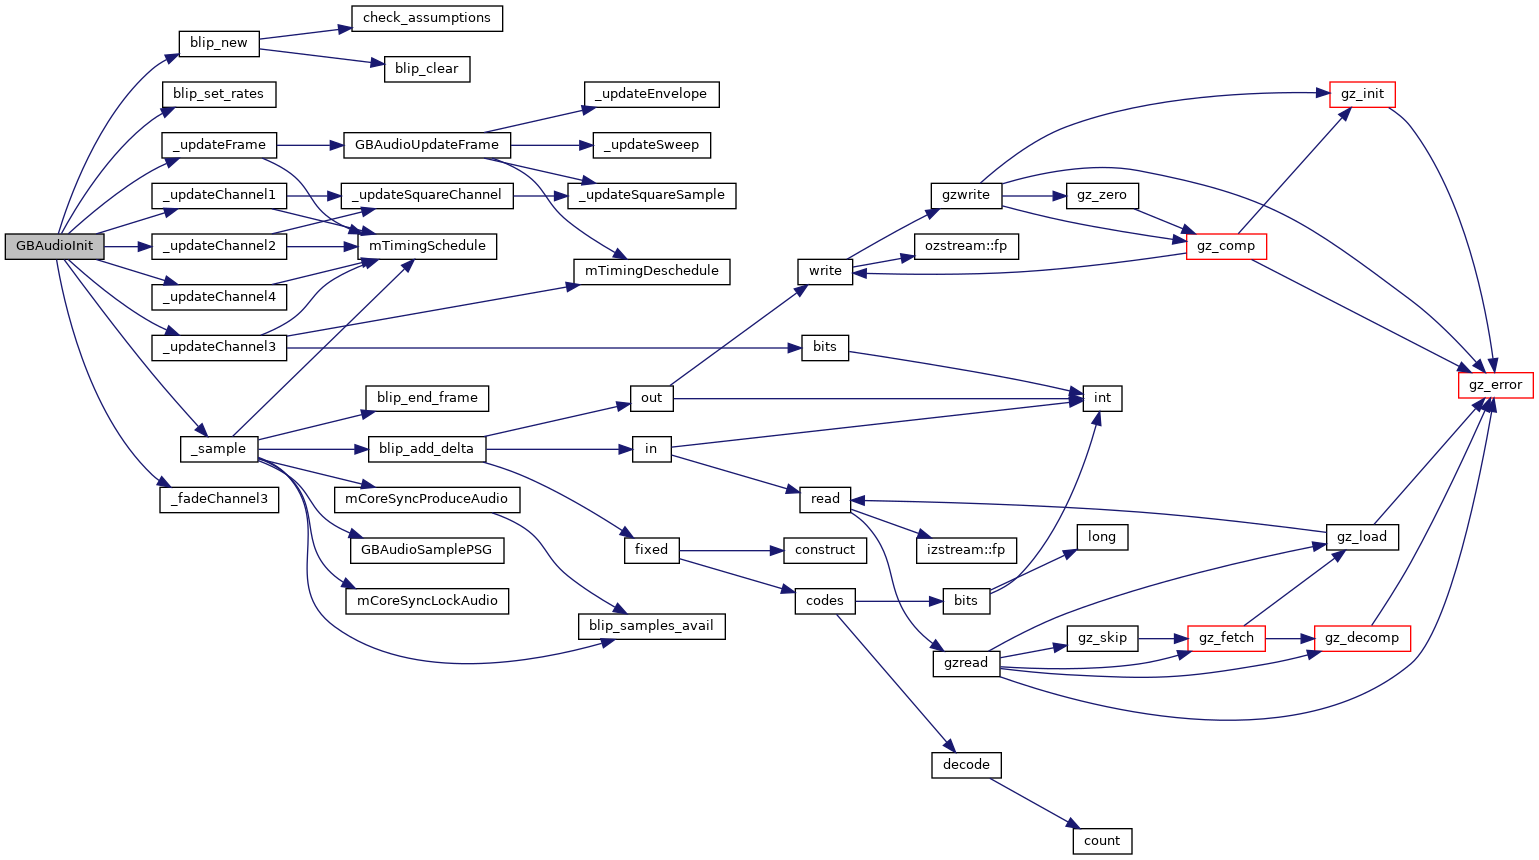 GBAudioInit
blip_new
check_assumptions
blip_clear
blip_set_rates
_updateFrame
GBAudioUpdateFrame
_updateEnvelope
_updateSweep
_updateSquareSample
_updateChannel1
_updateSquareChannel
_updateChannel2
mTimingSchedule
mTimingDeschedule
_updateChannel4
_updateChannel3
_sample
_fadeChannel3
blip_end_frame
blip_add_delta
mCoreSyncProduceAudio
GBAudioSamplePSG
mCoreSyncLockAudio
blip_samples_avail
out
in
fixed
write
bits
read
construct
codes
gzwrite
ozstream::fp
izstream::fp
bits
gzread
decode
gz_zero
int
long
gz_skip
count
gz_comp
gz_fetch
gz_init
gz_load
gz_decomp
gz_error